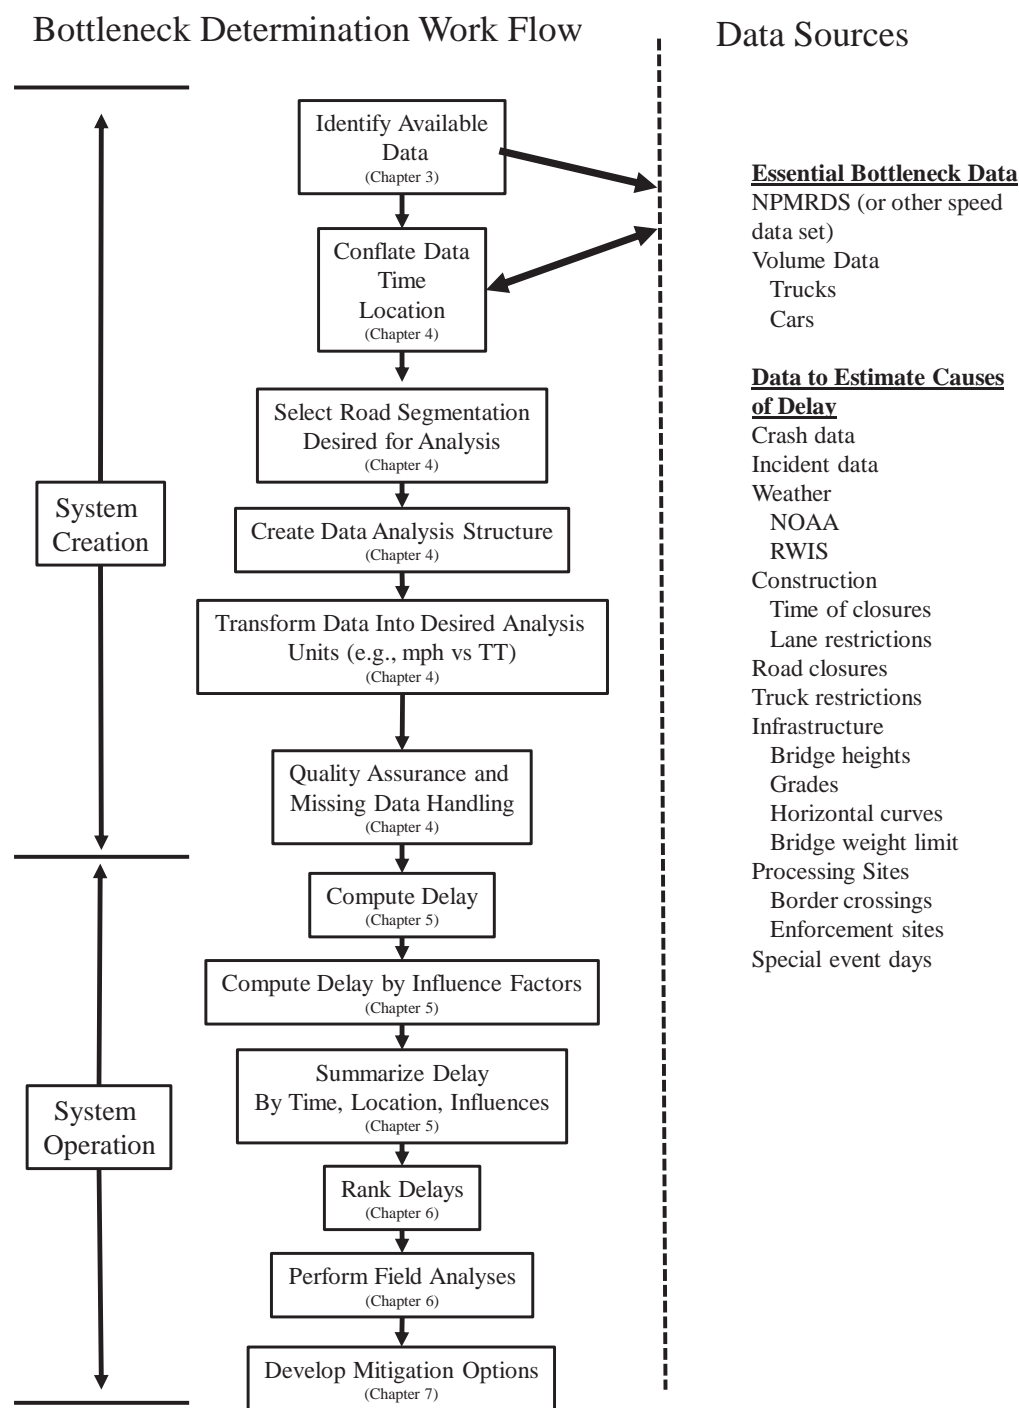 Bottleneck Determination Work Flow
Data Sources
Identify Available
Data
(Chapter 3)
Conflate Data
Time
Location
(Chapter 4)
Select Road Segmentation
Desired for Analysis
(Chapter 4)
Create Data Analysis Structure
(Chapter 4)
Transform Data Into Desired Analysis
Units (e.g., mph vs TT)
(Chapter 4)
Quality Assurance and
Missing Data Handling
(Chapter 4)
System
Creation
Compute Delay
(Chapter 5)
Compute Delay by Influence Factors
(Chapter 5)
Summarize Delay
By Time, Location, Influences
(Chapter 5)
Rank Delays
(Chapter 6)
Perform Field Analyses
(Chapter 6)
Develop Mitigation Options
(Chapter 7)
System
Operation
Essential Bottleneck Data
NPMRDS (or other speed
data set)
Volume Data
Trucks
Cars
Data to Estimate Causes
of Delay
Crash data
Incident data
Weather
NOAA
RWIS
Construction
Time of closures
Lane restrictions
Road closures
Truck restrictions
Infrastructure
Bridge heights
Grades
Horizontal curves
Bridge weight limit
Processing Sites
Border crossings
Enforcement sites
Special event days